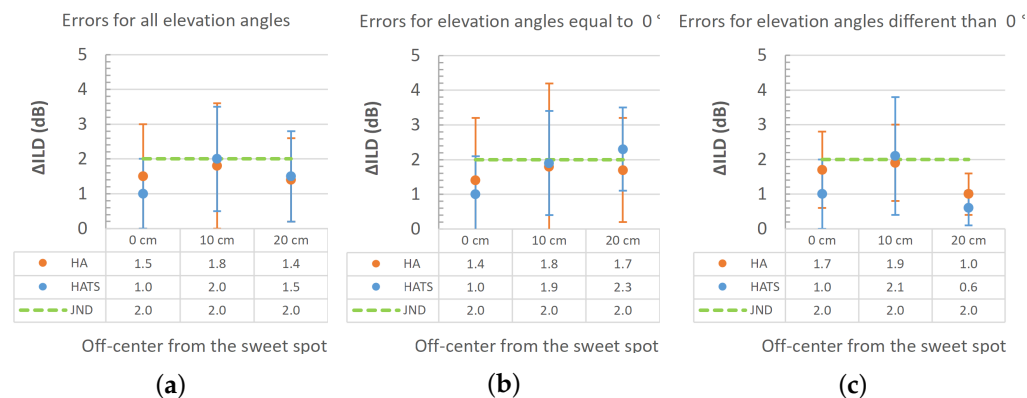 Errors for all elevation angles
5
4
3
2
1
0
ΔILD (dB)
0 cm 10 cm 20 cm
HA 1.5 1.8 1.4
HATS 1.0 2.0 1.5
JND 2.0 2.0 2.0
Off-center from the sweet spot
(a)
Errors for elevation angles equal to 0 °
5
4
3
2
1
0
ΔILD (dB)
0 cm 10 cm 20 cm
HA 1.4 1.8 1.7
HATS 1.0 1.9 2.3
JND 2.0 2.0 2.0
Off-center from the sweet spot
(b)
Errors for elevation angles different than 0 °
5
4
3
2
1
0
ΔILD (dB)
0 cm 10 cm 20 cm
HA 1.7 1.9 1.0
HATS 1.0 2.1 0.6
JND 2.0 2.0 2.0
Off-center from the sweet spot
(c)